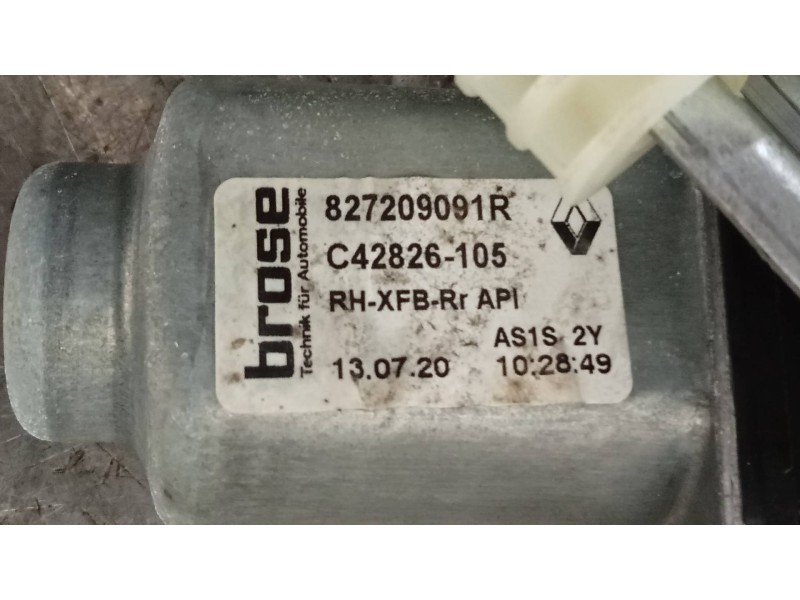 brose
Technik für Automobile
827209091R
C42826-105
RH-XFB-Rr API
AS1S 2Y
13.07.20 10:28:49